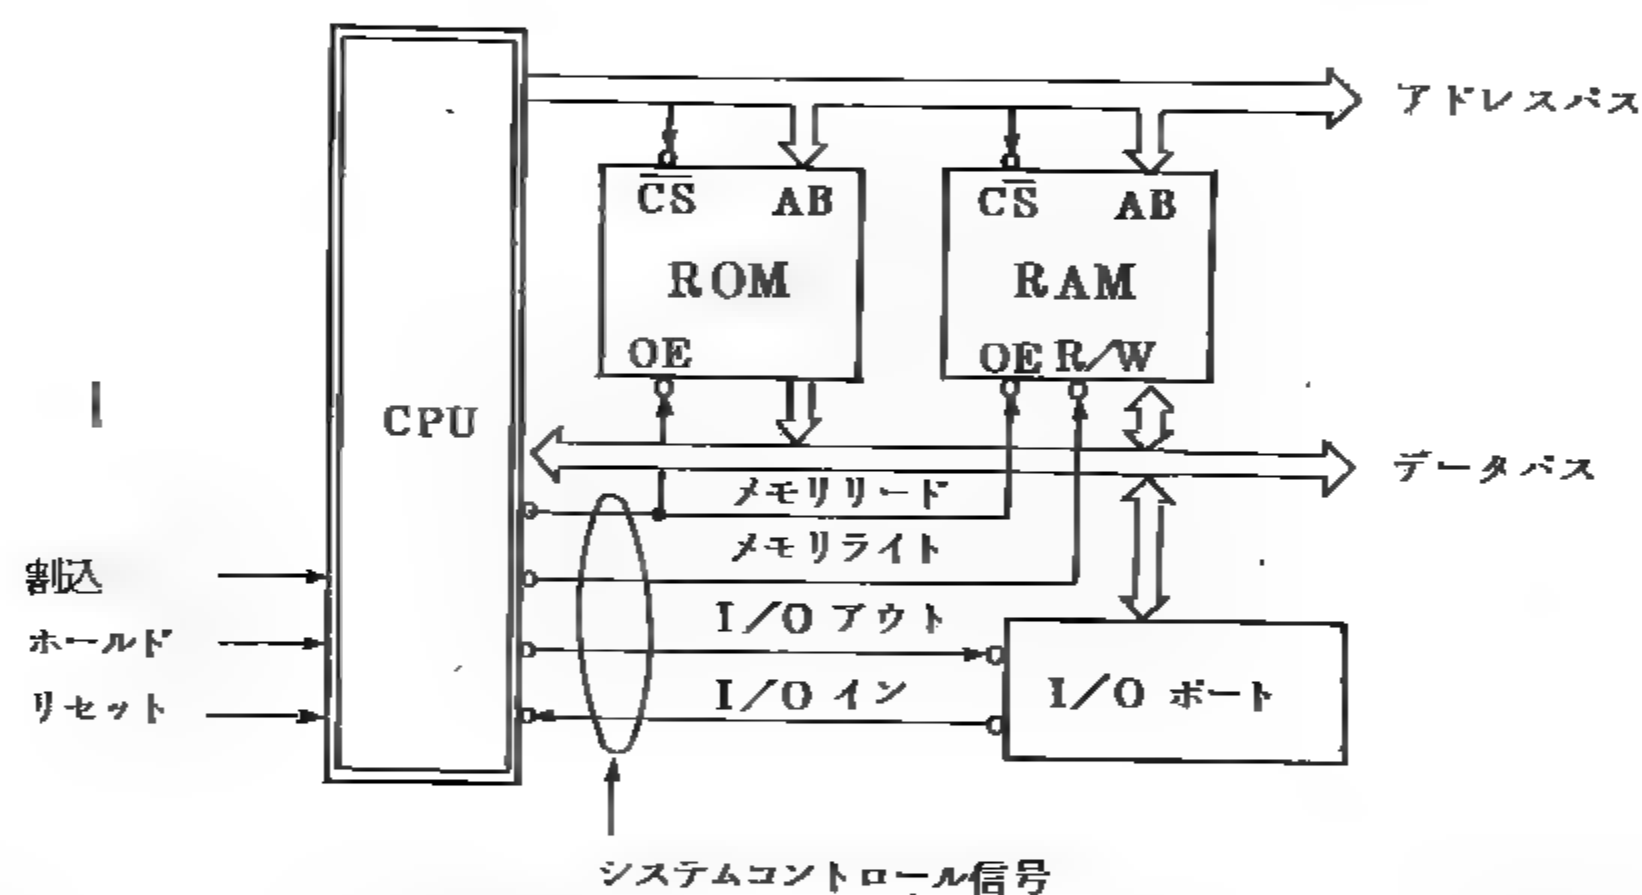 アドレスバス
C̅S̅ AB
C̅S̅ AB
ROM
RAM
OE
OE R/W
CPU
データバス
メモリリード
メモリライト
割込
I/O アウト
ホールド
I/O イン
I/O ポート
リセット
システムコントロール信号